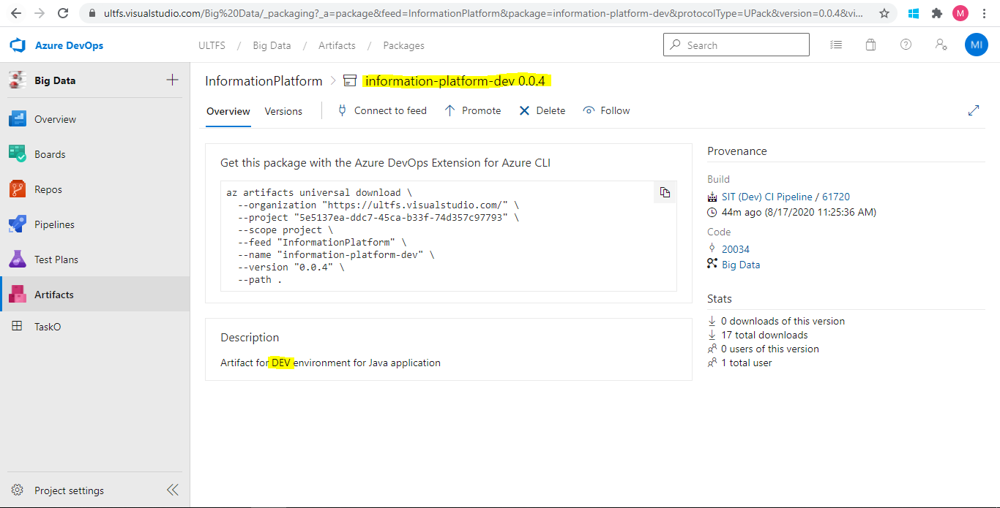 ultfs.visualstudio.com/Big%20Data/_packaging?_a=package&feed=InformationPlatform&package=information-platform-dev&protocolType=UPack&version=0.0.4&vi...
M
Azure DevOps
ULTFS / Big Data / Artifacts / Packages
Search
MI
Big Data
Overview
Boards
Repos
Pipelines
Test Plans
Artifacts
TaskO
Project settings
InformationPlatform > information-platform-dev 0.0.4
Overview Versions Connect to feed Promote Delete Follow
Get this package with the Azure DevOps Extension for Azure CLI
az artifacts universal download \
--organization "https://ultfs.visualstudio.com/" \
--project "5e5137ea-ddc7-45ca-b33f-74d357c97793" \
--scope project \
--feed "InformationPlatform" \
--name "information-platform-dev" \
--version "0.0.4" \
--path .
Description
Artifact for DEV environment for Java application
Provenance
Build
SIT (Dev) CI Pipeline / 61720
44m ago (8/17/2020 11:25:36 AM)
Code
20034
Big Data
Stats
0 downloads of this version
17 total downloads
0 users of this version
1 total user